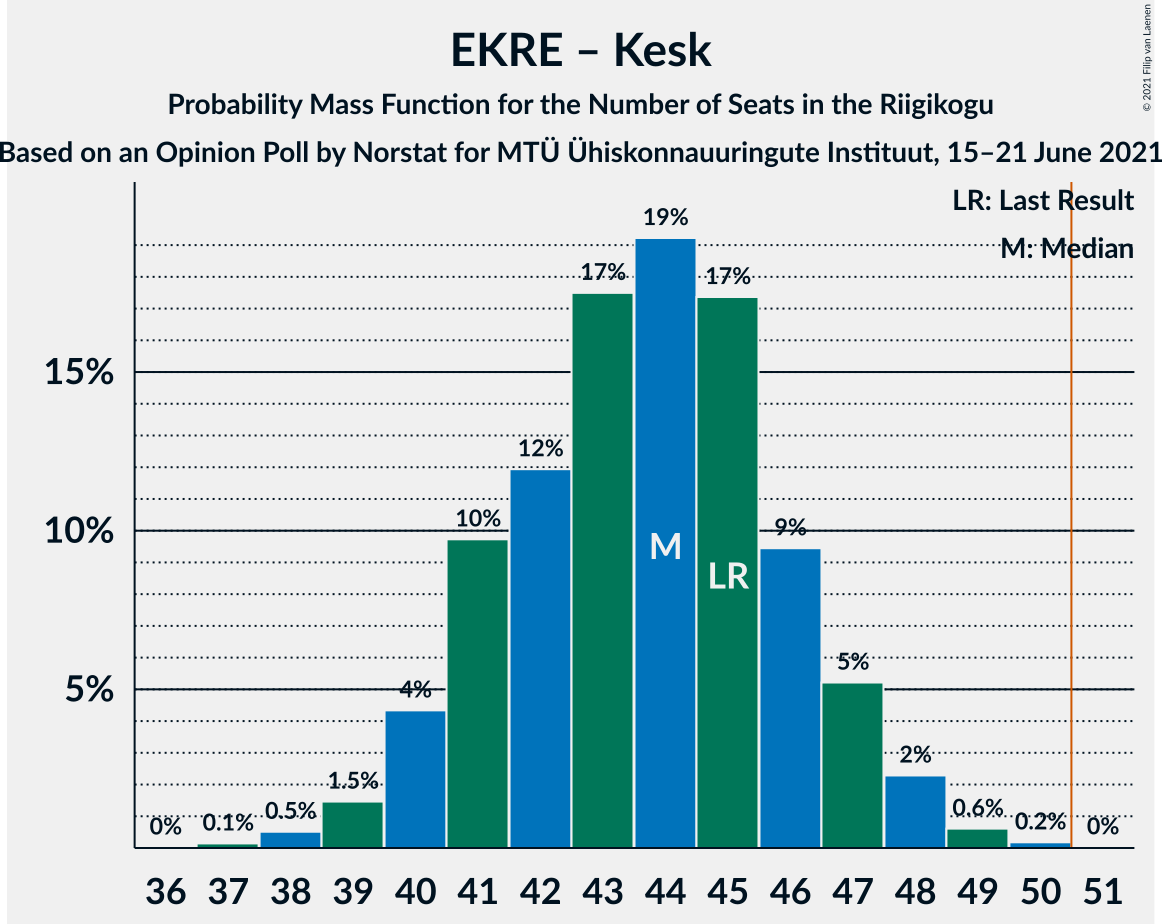 EKRE – Kesk
Probability Mass Function for the Number of Seats in the Riigikogu
Based on an Opinion Poll by Norstat for MTÜ Ühiskonnauuringute Instituut, 15–21 June 2021
© 2021 Filip van Laenen
LR: Last Result
M: Median
15%
10%
5%
0% 0.1% 0.5% 1.5% 4% 10% 12% 17% 19% 17% 9% 5% 2% 0.6% 0.2% 0%
M
LR
36 37 38 39 40 41 42 43 44 45 46 47 48 49 50 51